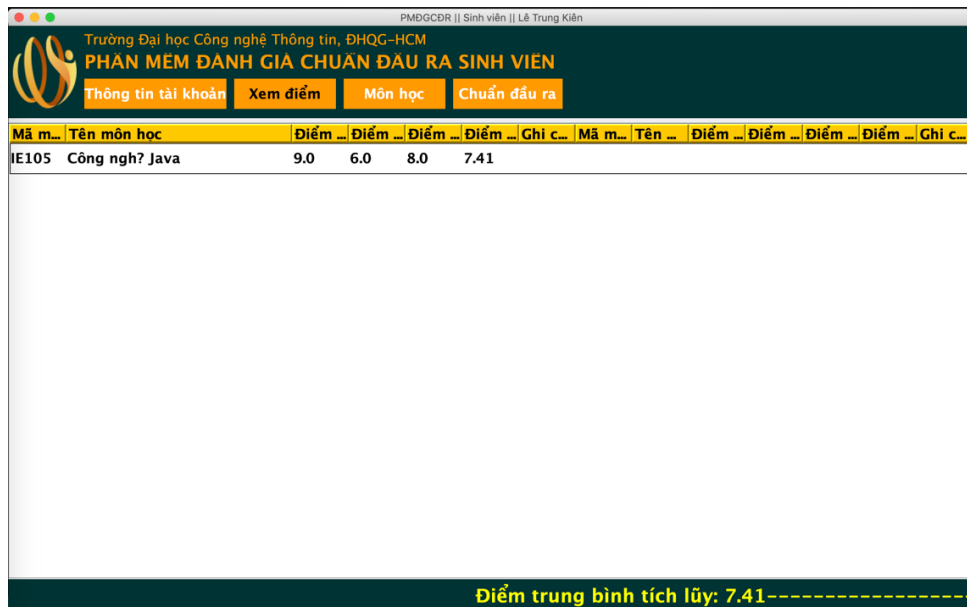 PMĐGCĐR || Sinh viên || Lê Trung Kiên
Trường Đại học Công nghệ Thông tin, ĐHQG-HCM
PHẦN MỀM ĐÁNH GIÁ CHUẨN ĐẦU RA SINH VIÊN
Thông tin tài khoản Xem điểm Môn học Chuẩn đầu ra
Mã m... Tên môn học Điểm ... Điểm ... Điểm ... Điểm ... Ghi c... Mã m... Tên ... Điểm ... Điểm ... Điểm ... Điểm ... Ghi c...
IE105 Công ngh? Java 9.0 6.0 8.0 7.41
Điểm trung bình tích lũy: 7.41------------------